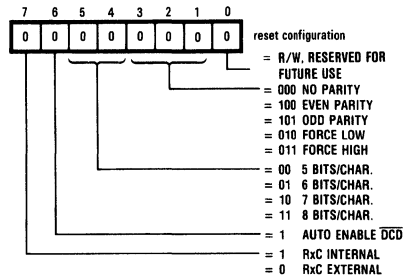 7 6 5 4 3 2 1 0
0 0 0 0 0 0 0 0 reset configuration
= R/W, RESERVED FOR
FUTURE USE
= 000 NO PARITY
= 100 EVEN PARITY
= 101 ODD PARITY
= 010 FORCE LOW
= 011 FORCE HIGH
= 00 5 BITS/CHAR.
= 01 6 BITS/CHAR.
= 10 7 BITS/CHAR.
= 11 8 BITS/CHAR.
= 1 AUTO ENABLE D̅C̅D̅
= 1 RxC INTERNAL
= 0 RxC EXTERNAL